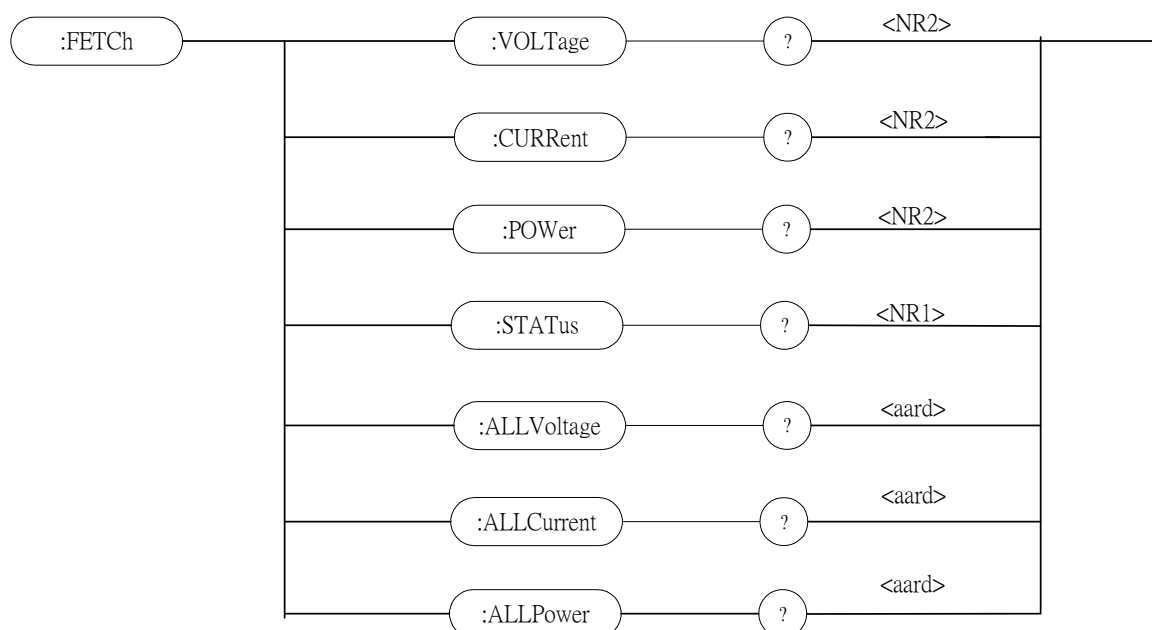 :FETCh :VOLTage ? <NR2>
:CURRent ? <NR2>
:POWer ? <NR2>
:STATus ? <NR1>
:ALLVoltage ? <aard>
:ALLCurrent ? <aard>
:ALLPower ? <aard>